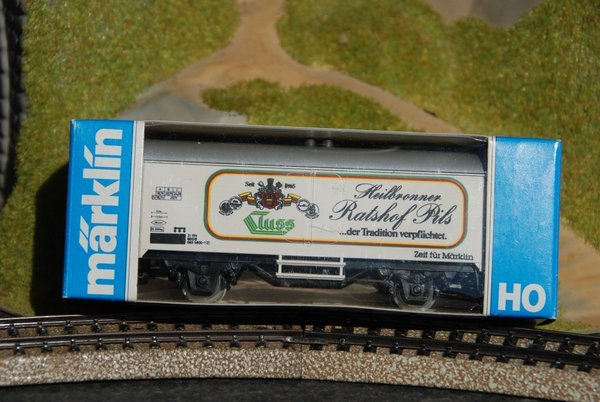 märklin
Seit 1865
Cluss
Heilbronner
Ratshof Pils
...der Tradition verpflichtet.
Zeit für Märklin
E
HO